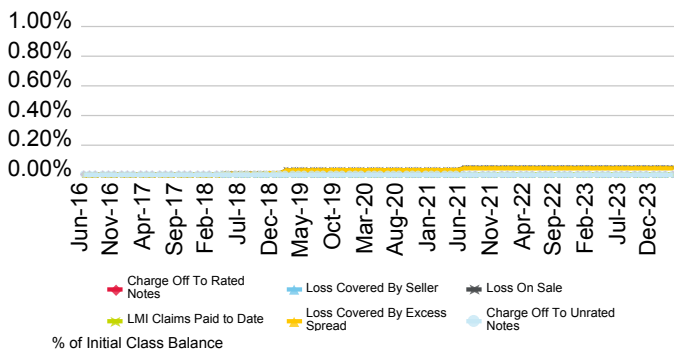 1.00%
0.80%
0.60%
0.40%
0.20%
0.00%
Jun-16
Nov-16
Apr-17
Sep-17
Feb-18
Jul-18
Dec-18
May-19
Oct-19
Mar-20
Aug-20
Jan-21
Jun-21
Nov-21
Apr-22
Sep-22
Feb-23
Jul-23
Dec-23
Charge Off To Rated
Notes
Loss Covered By Seller
Loss On Sale
LMI Claims Paid to Date
Loss Covered By Excess
Spread
Charge Off To Unrated
Notes
% of Initial Class Balance